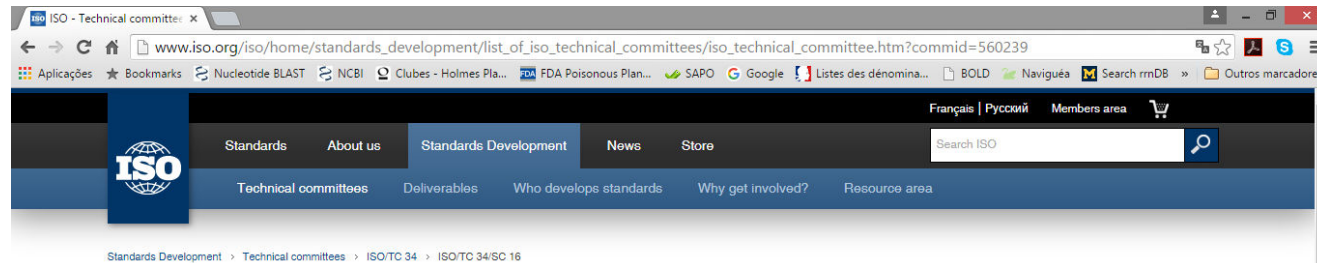 ISO - Technical committee
www.iso.org/iso/home/standards_development/list_of_iso_technical_committees/iso_technical_committee.htm?commid=560239
Aplicações Bookmarks Nucleotide BLAST NCBI Clubes - Holmes Pla... FDA FDA Poisonous Plan... SAPO Google Listes des dénomina... BOLD Naviguéa Search rrnDB » Outros marcadore
Français | Русский Members area
ISO Standards About us Standards Development News Store Search ISO
Technical committees Deliverables Who develops standards Why get involved? Resource area
Standards Development > Technical committees > ISO/TC 34 > ISO/TC 34/SC 16